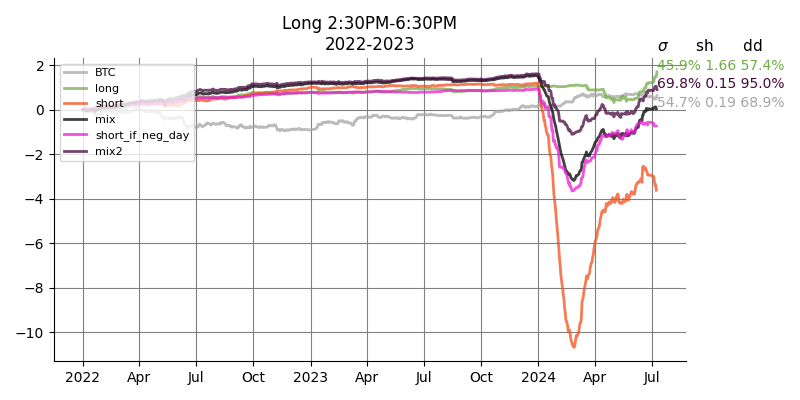 Long 2:30PM-6:30PM
2022-2023
σ sh dd
45.9% 1.66 57.4%
69.8% 0.15 95.0%
54.7% 0.19 68.9%
BTC
long
short
mix
short_if_neg_day
mix2
2
0
−2
−4
−6
−8
−10
2022 Apr Jul Oct 2023 Apr Jul Oct 2024 Apr Jul